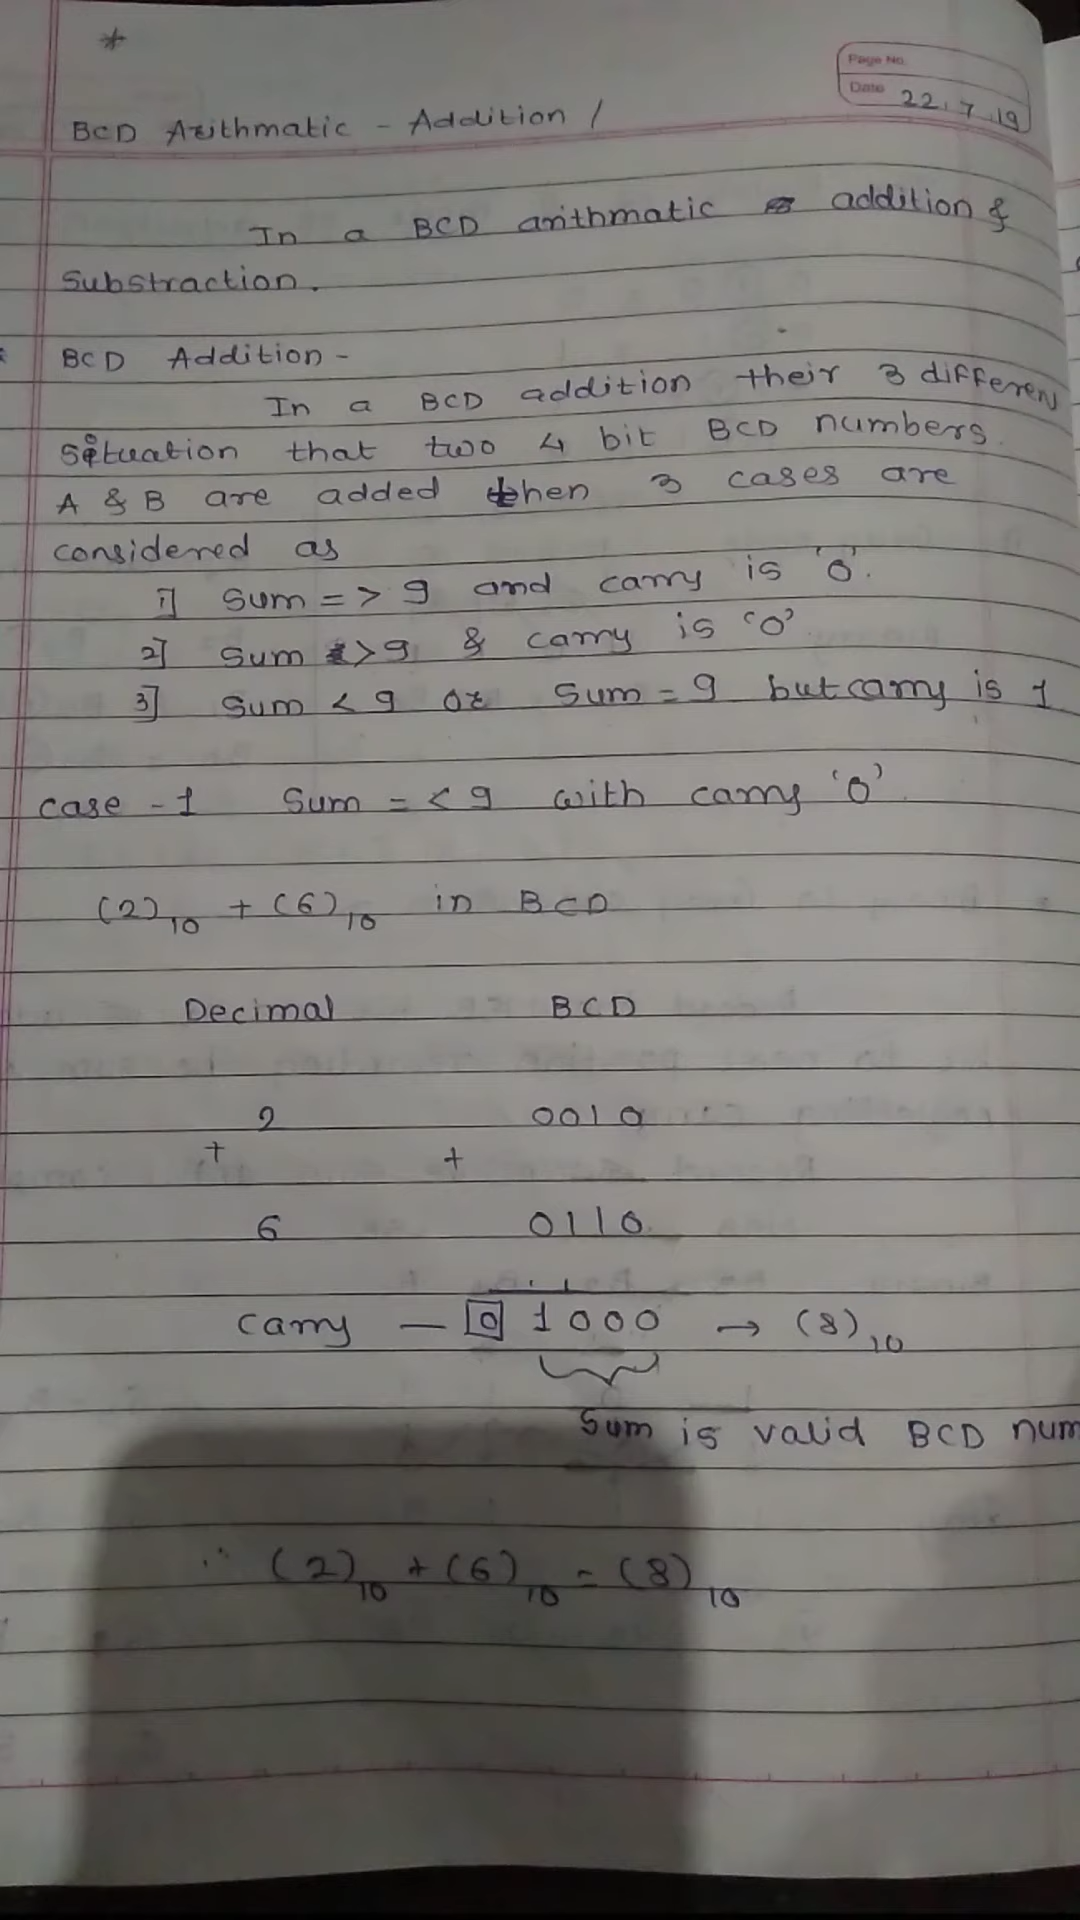 *
Page No.
Date 22.7.19
BCD Arithmatic - Addition /
In a BCD arithmatic addition &
Substraction.
BCD Addition -
In a BCD addition their 3 differen
situation that two 4 bit BCD numbers.
A & B are added then 3 cases are
considered as
1] Sum = > 9 and carry is '0'.
2] Sum > 9 & carry is '0'
3] Sum < 9 or Sum = 9 but carry is 1
case - 1 Sum = < 9 with carry '0'.
(2)10 + (6)10 in BCD
Decimal BCD
2 0010
+ +
6 0110
carry — 0 1000 → (8)10
Sum is valid BCD num
∴ (2)10 + (6)10 = (8)10